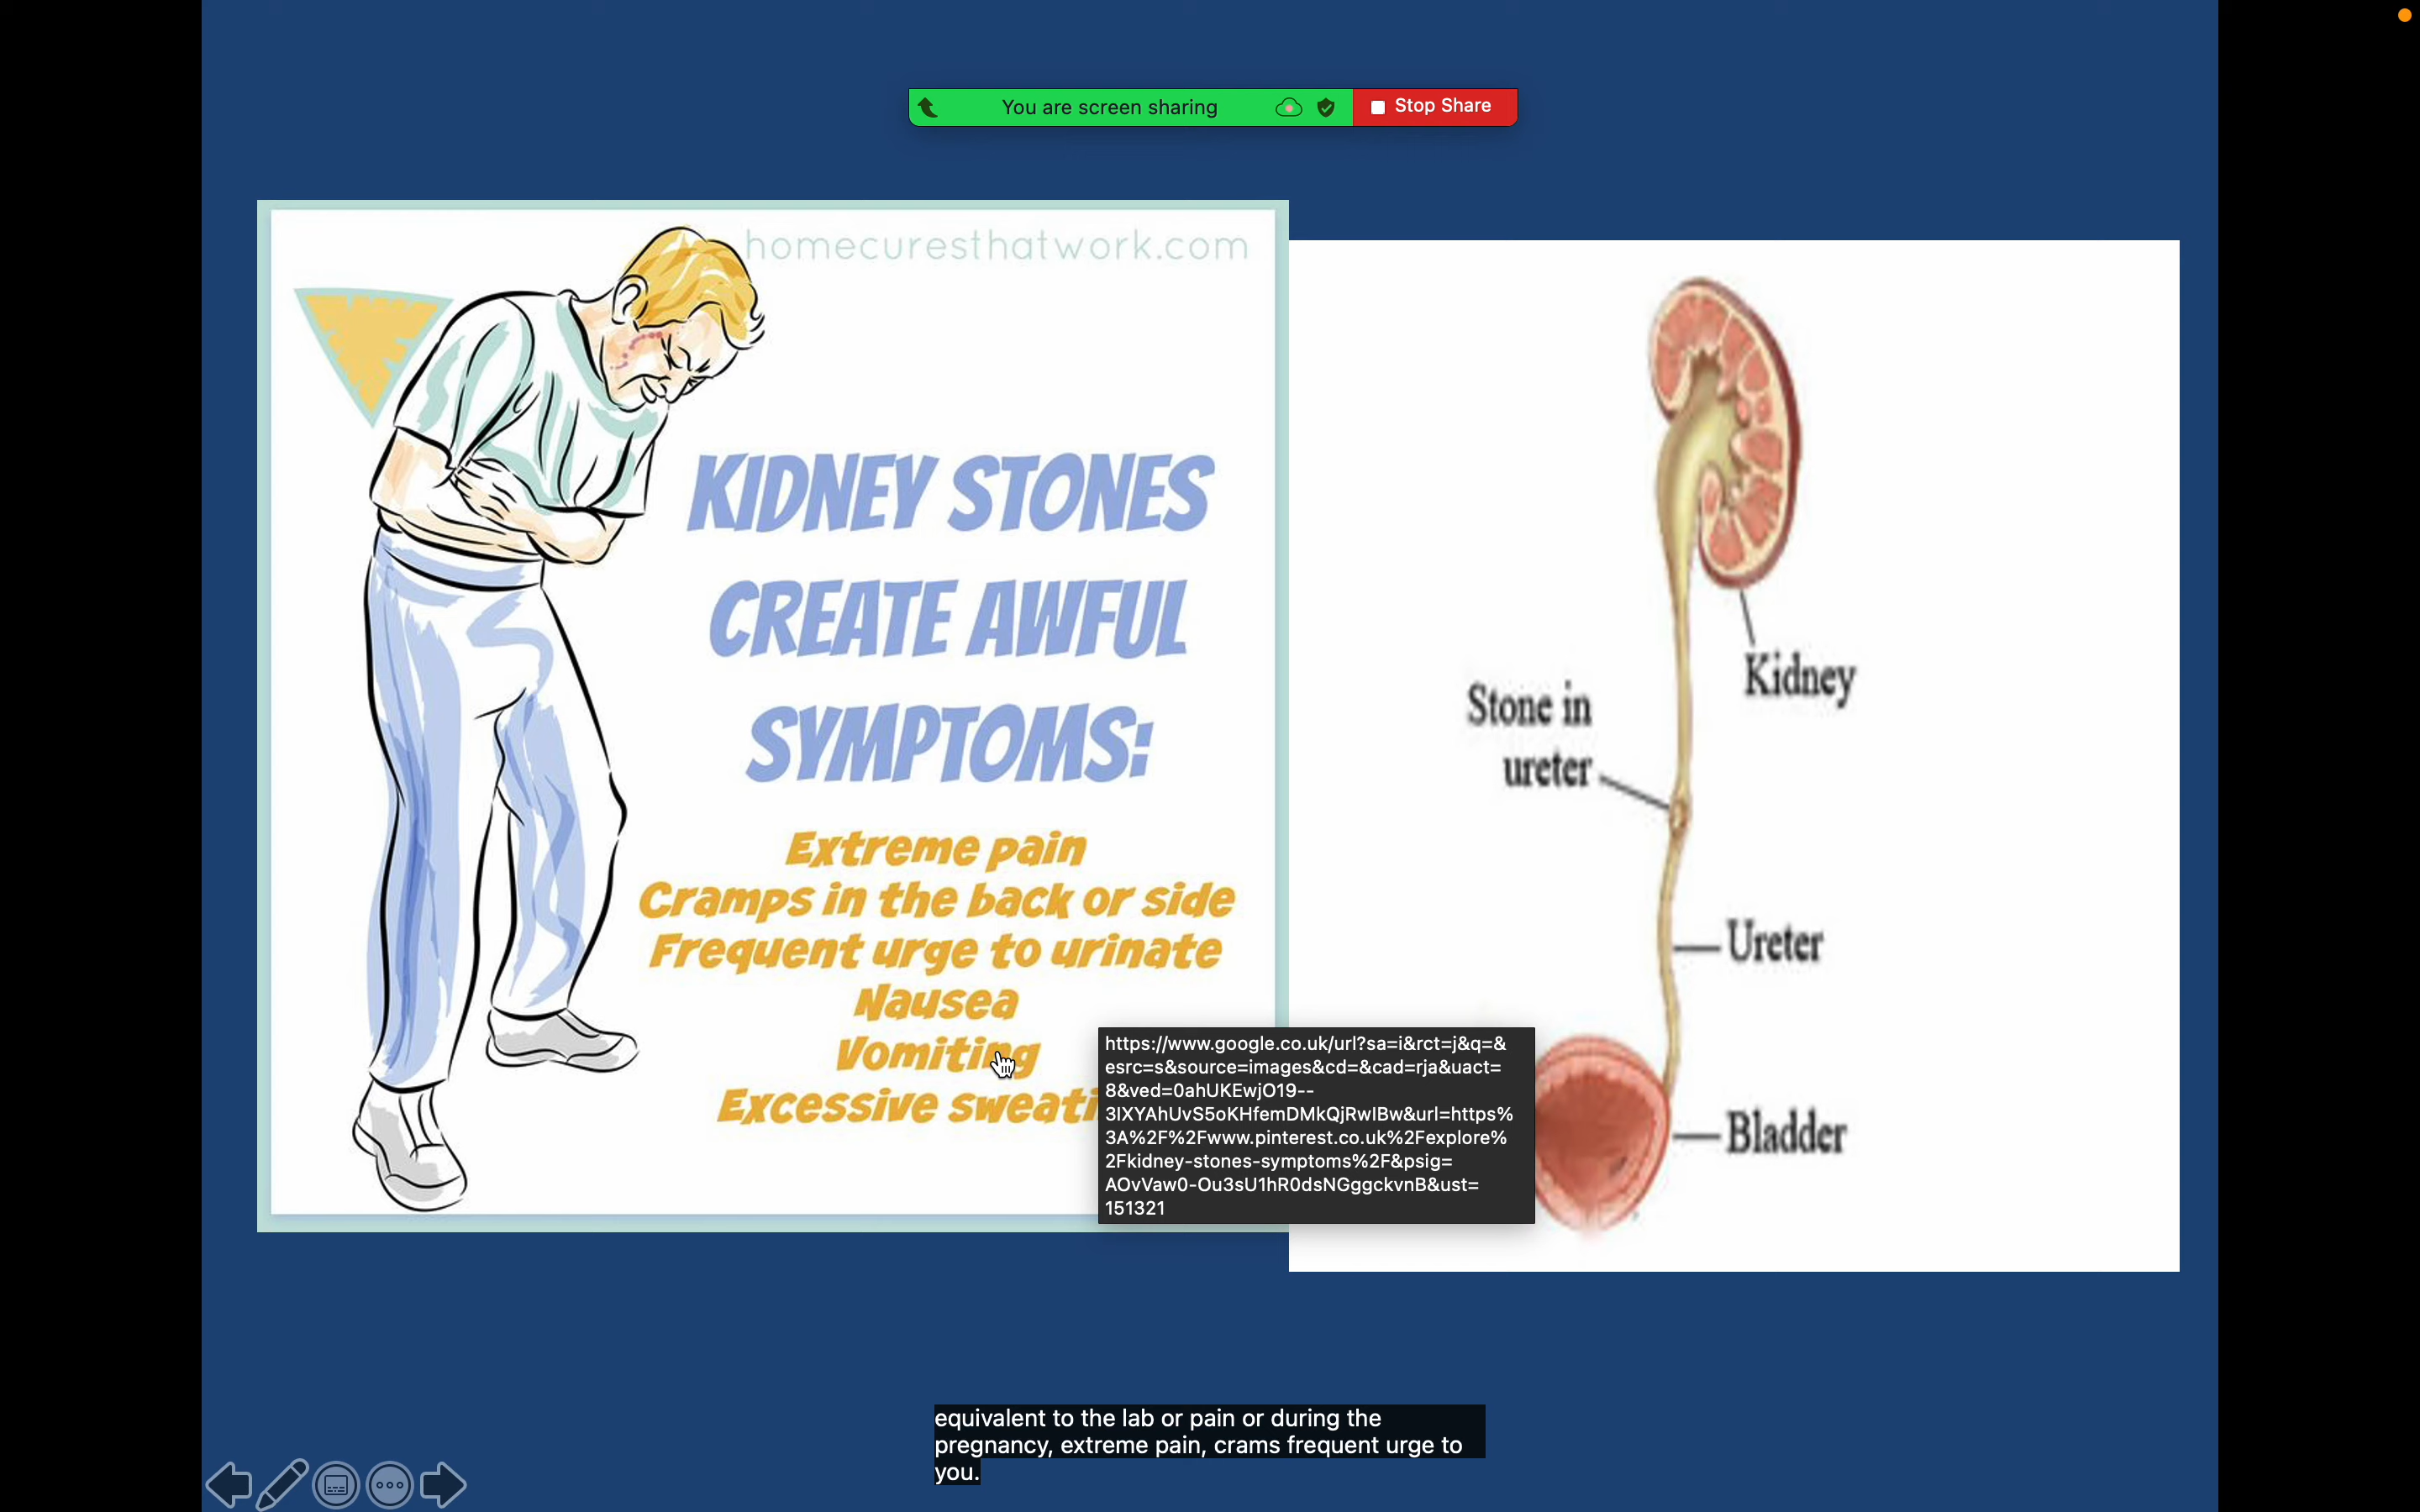 You are screen sharing
Stop Share
homecuresthatwork.com
KIDNEY STONES
CREATE AWFUL
SYMPTOMS:
Extreme pain
Cramps in the back or side
Frequent urge to urinate
Nausea
Vomiting
Excessive sweati
https://www.google.co.uk/url?sa=i&rct=j&q=&
esrc=s&source=images&cd=&cad=rja&uact=
8&ved=0ahUKEwjO19--
3IXYAhUvS5oKHfemDMkQjRwIBw&url=https%
3A%2F%2Fwww.pinterest.co.uk%2Fexplore%
2Fkidney-stones-symptoms%2F&psig=
AOvVaw0-Ou3sU1hR0dsNGggckvnB&ust=
151321
Kidney
Stone in
ureter
Ureter
Bladder
equivalent to the lab or pain or during the
pregnancy, extreme pain, crams frequent urge to
you.